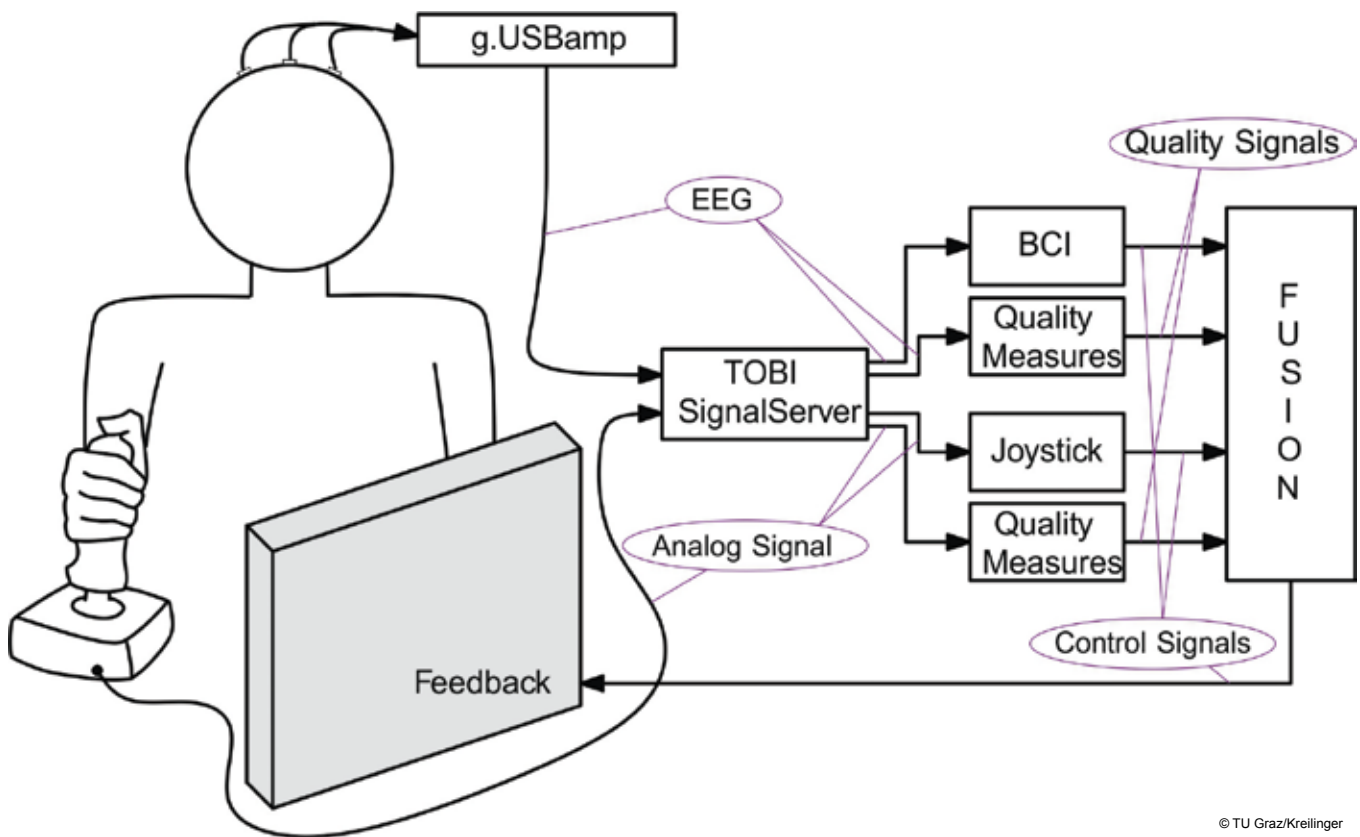 g.USBamp
Quality Signals
EEG
BCI
Quality
Measures
TOBI
SignalServer
Joystick
Analog Signal
Quality
Measures
F
U
S
I
O
N
Control Signals
Feedback
© TU Graz/Kreilinger